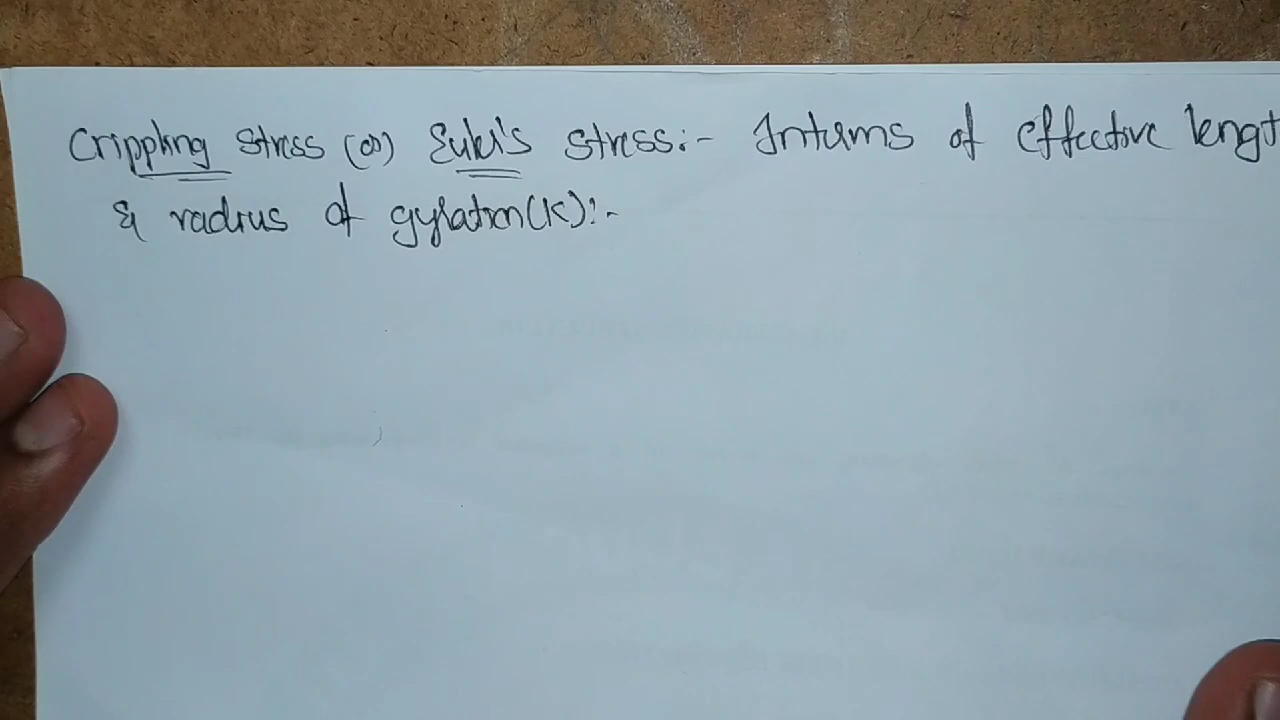 Crippling Stress (or) Euler's stress:- Interms of effective lengt
& radius of gyration(K):-